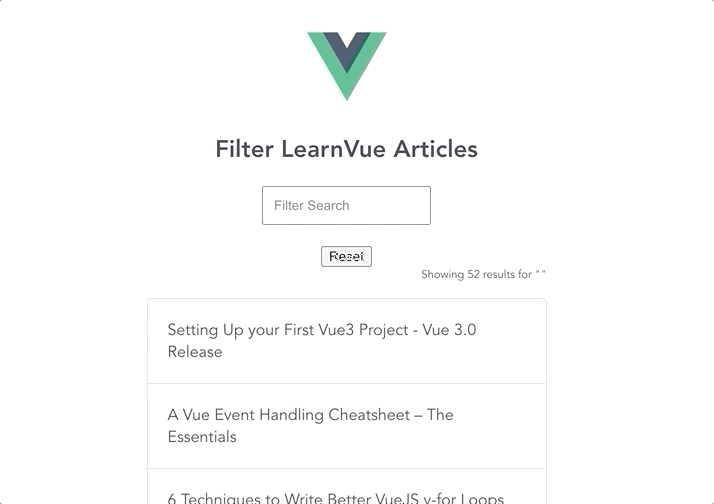 Filter LearnVue Articles
Filter Search
Reset
Showing 52 results for ""
Setting Up your First Vue3 Project - Vue 3.0
Release
A Vue Event Handling Cheatsheet – The
Essentials
6 Techniques to Write Better VueJS v-for Loops